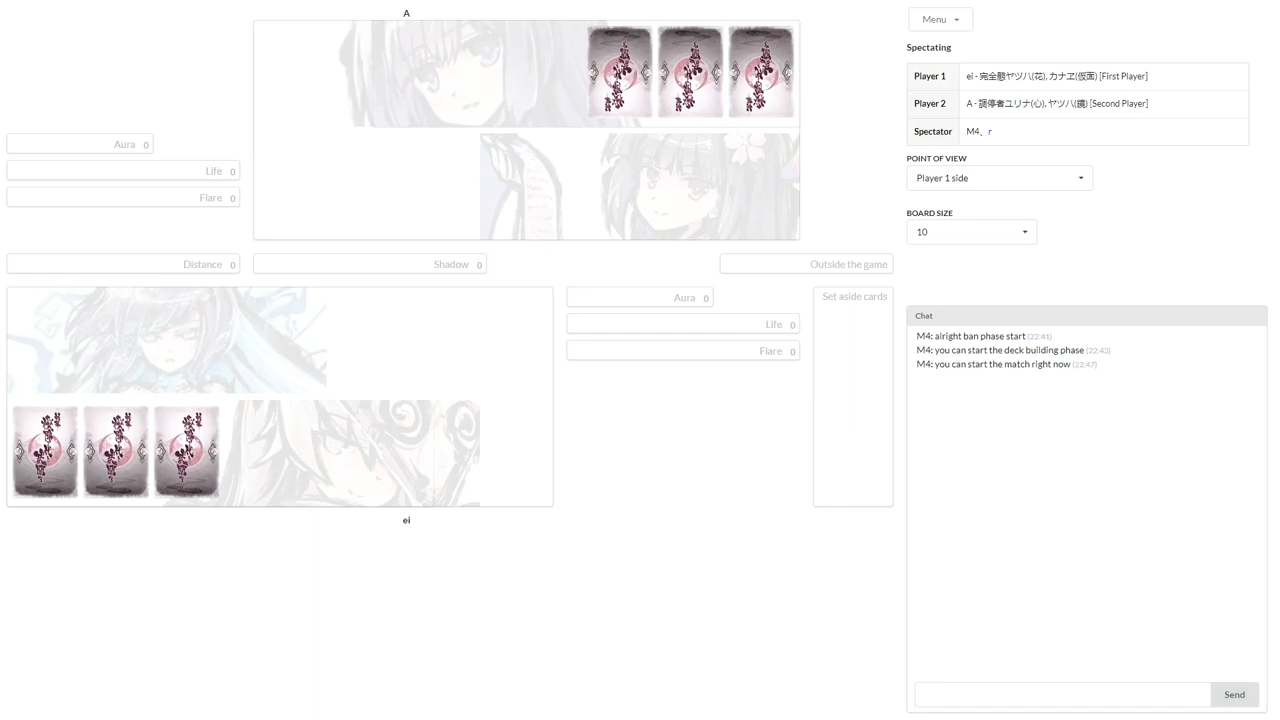 A
Menu
Spectating
Player 1 ei - 完全態ヤツハ(花), カナヱ(仮面) [First Player]
Player 2 A - 調停者ユリナ(心), ヤツハ(鏡) [Second Player]
Spectator M4、r
POINT OF VIEW
Player 1 side
BOARD SIZE
10
Aura 0
Life 0
Flare 0
Distance 0
Shadow 0
Outside the game
Aura 0
Life 0
Flare 0
Set aside cards
ei
Chat
M4: alright ban phase start (22:41)
M4: you can start the deck building phase (22:43)
M4: you can start the match right now (22:47)
Send